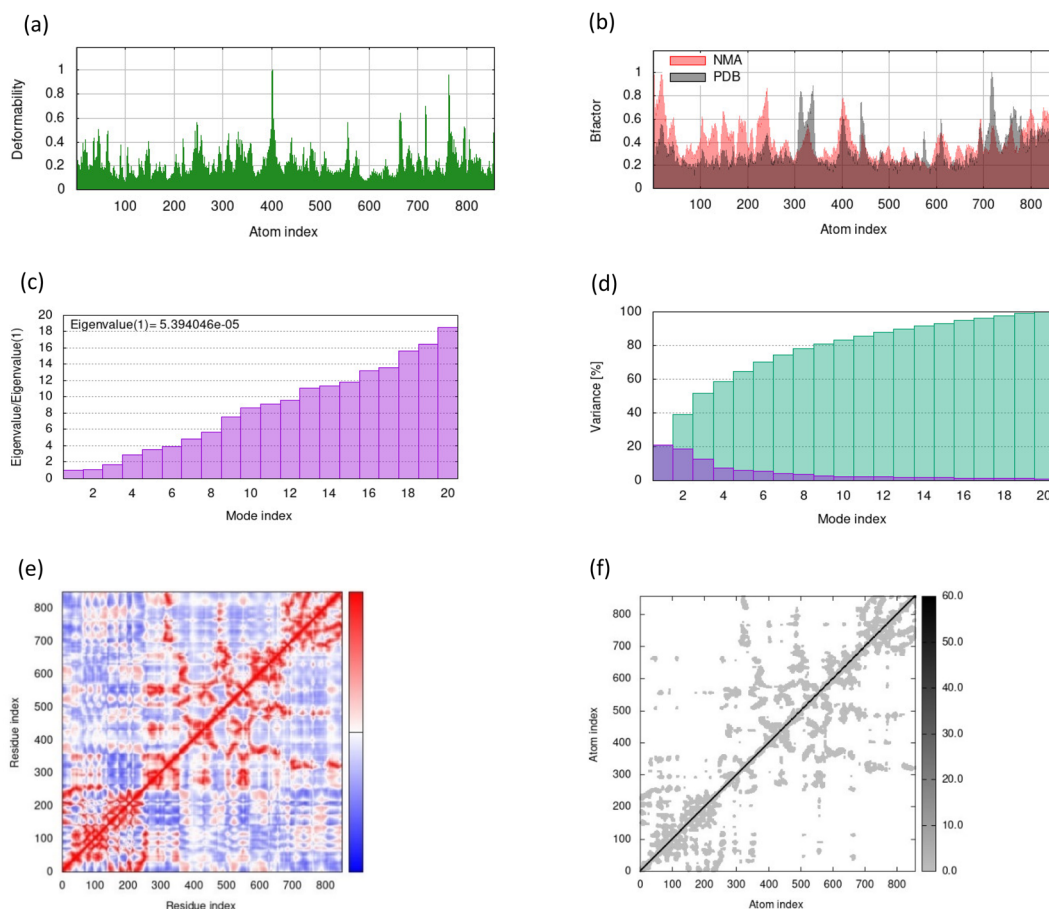 (a)
Deformability
1
0.8
0.6
0.4
0.2
0
100 200 300 400 500 600 700 800
Atom index
(b)
Bfactor
1
0.8
0.6
0.4
0.2
0
NMA
PDB
100 200 300 400 500 600 700 800
Atom index
(c)
Eigenvalue/Eigenvalue(1)
20
18
16
14
12
10
8
6
4
2
0
Eigenvalue(1)= 5.394046e-05
2 4 6 8 10 12 14 16 18 20
Mode index
(d)
Variance [%]
100
80
60
40
20
0
2 4 6 8 10 12 14 16 18 20
Mode index
(e)
Residue index
800
700
600
500
400
300
200
100
0
0 100 200 300 400 500 600 700 800
Residue index
(f)
Atom index
800
700
600
500
400
300
200
100
0
0 100 200 300 400 500 600 700 800
Atom index
60.0
50.0
40.0
30.0
20.0
10.0
0.0